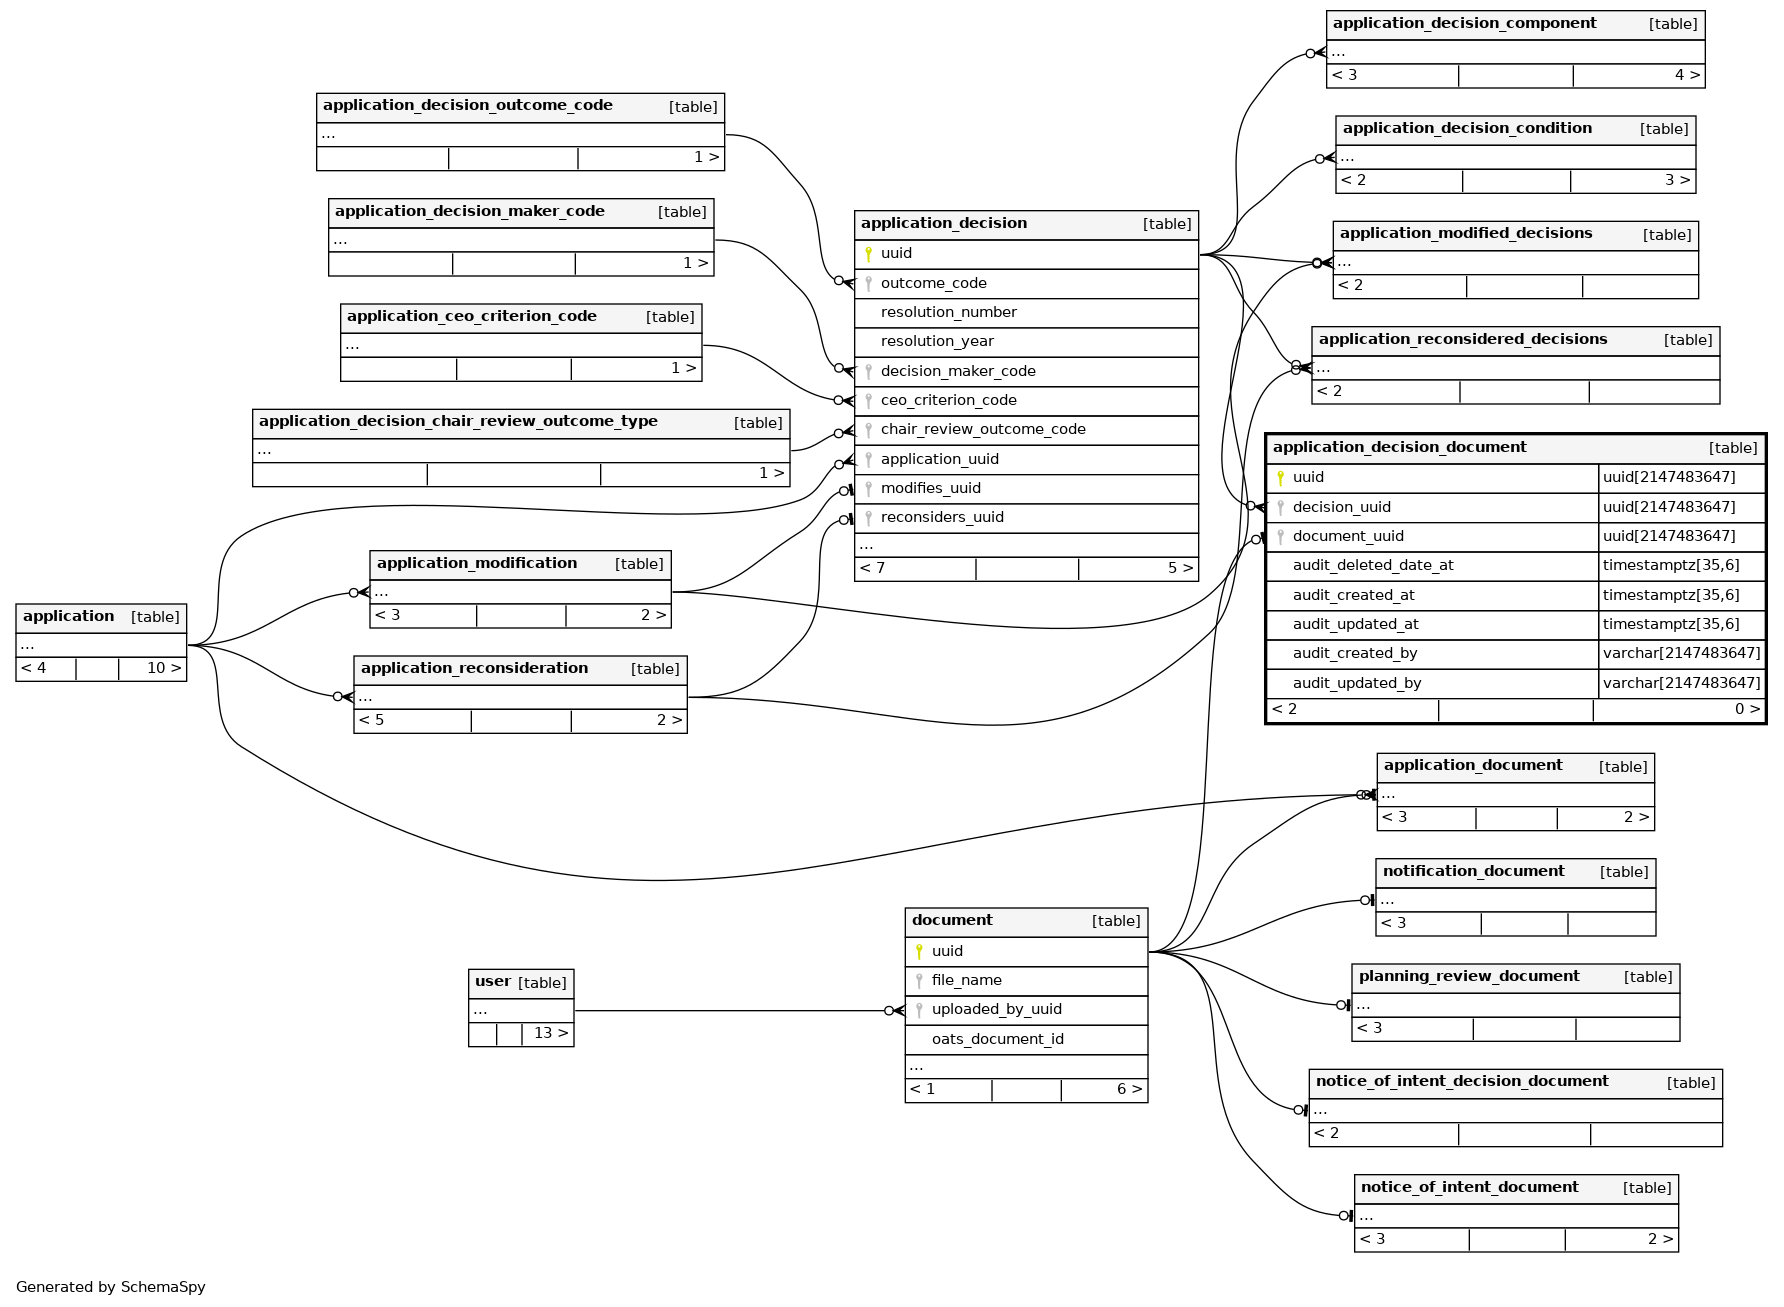 application_decision_component [table]
...
< 3 4 >
application_decision_outcome_code [table]
...
1 >
application_decision_condition [table]
...
< 2 3 >
application_decision_maker_code [table]
...
1 >
application_decision [table]
uuid
outcome_code
resolution_number
resolution_year
decision_maker_code
ceo_criterion_code
chair_review_outcome_code
application_uuid
modifies_uuid
reconsiders_uuid
...
< 7 5 >
application_modified_decisions [table]
...
< 2
application_ceo_criterion_code [table]
...
1 >
application_reconsidered_decisions [table]
...
< 2
application_decision_chair_review_outcome_type [table]
...
1 >
application_decision_document [table]
uuid uuid[2147483647]
decision_uuid uuid[2147483647]
document_uuid uuid[2147483647]
audit_deleted_date_at timestamptz[35,6]
audit_created_at timestamptz[35,6]
audit_updated_at timestamptz[35,6]
audit_created_by varchar[2147483647]
audit_updated_by varchar[2147483647]
< 2 0 >
application_modification [table]
...
< 3 2 >
application [table]
...
< 4 10 >
application_reconsideration [table]
...
< 5 2 >
application_document [table]
...
< 3 2 >
notification_document [table]
...
< 3
document [table]
uuid
file_name
uploaded_by_uuid
oats_document_id
...
< 1 6 >
user [table]
...
13 >
planning_review_document [table]
...
< 3
notice_of_intent_decision_document [table]
...
< 2
notice_of_intent_document [table]
...
< 3 2 >
Generated by SchemaSpy